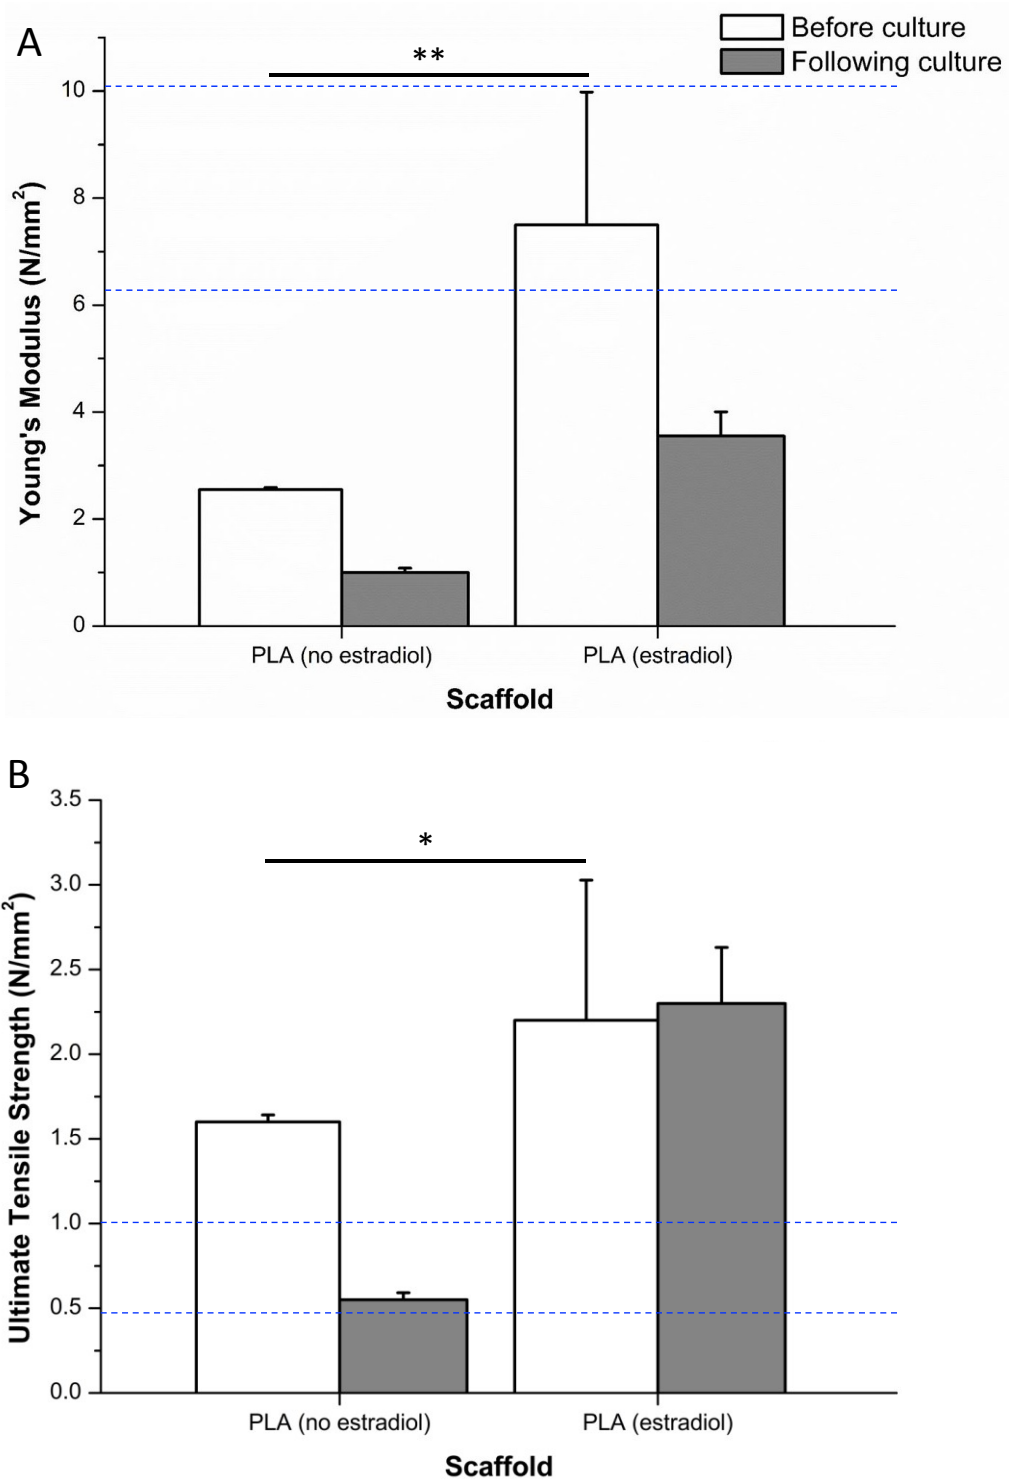 A
Before culture
Following culture
**
10
8
6
4
2
0
Young's Modulus (N/mm²)
PLA (no estradiol)
PLA (estradiol)
Scaffold
B
*
3.5
3.0
2.5
2.0
1.5
1.0
0.5
0.0
Ultimate Tensile Strength (N/mm²)
PLA (no estradiol)
PLA (estradiol)
Scaffold